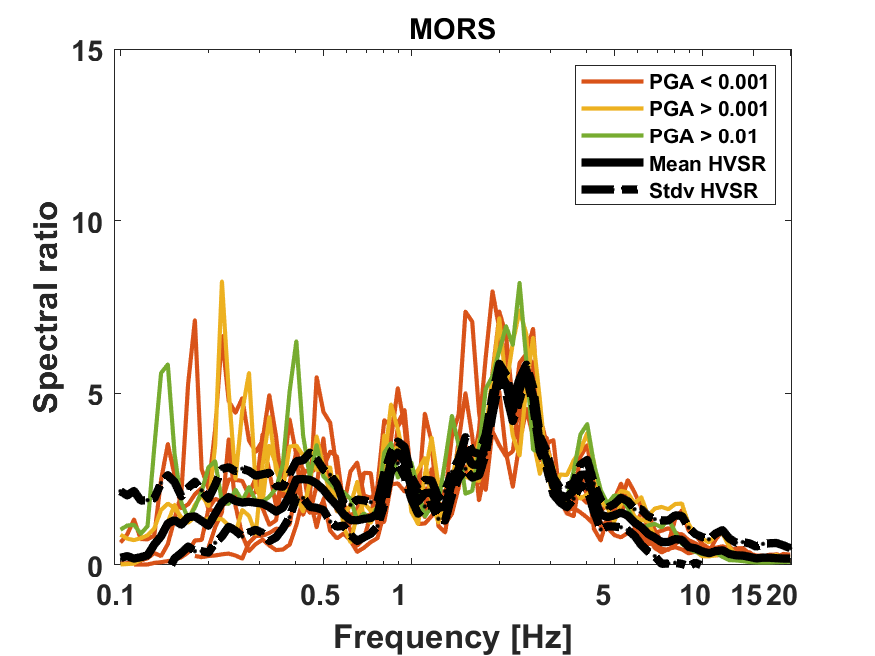 MORS
15
PGA < 0.001
PGA > 0.001
PGA > 0.01
Mean HVSR
Stdv HVSR
10
Spectral ratio
5
0
0.1 0.5 1 5 10 15 20
Frequency [Hz]